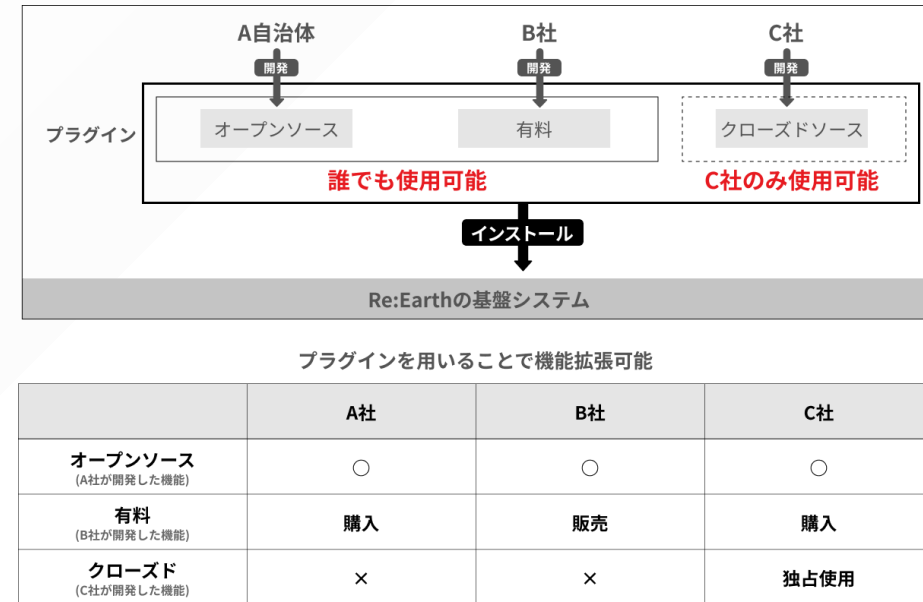 A自治体 B社 C社
開発 開発 開発
プラグイン オープンソース 有料 クローズドソース
誰でも使用可能 C社のみ使用可能
インストール
Re:Earthの基盤システム
プラグインを用いることで機能拡張可能
A社 B社 C社
オープンソース ○ ○ ○
(A社が開発した機能)
有料 購入 販売 購入
(B社が開発した機能)
クローズド × × 独占使用
(C社が開発した機能)